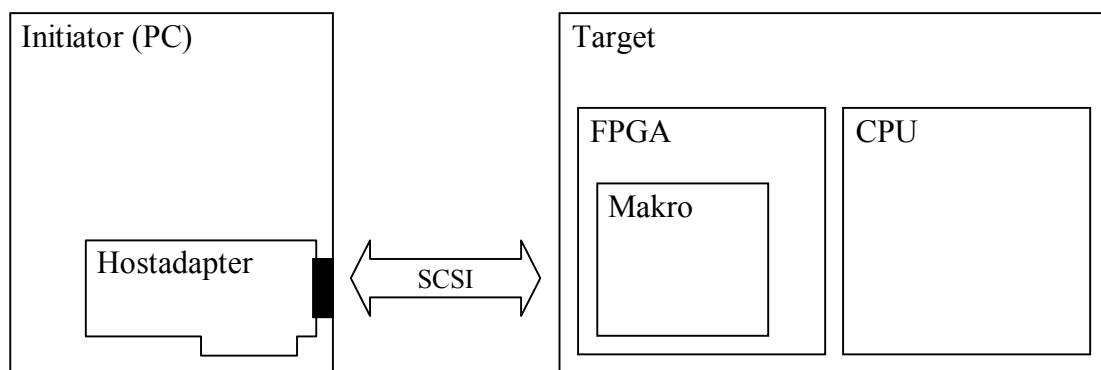 Initiator (PC)
Target
FPGA
CPU
Makro
Hostadapter
SCSI